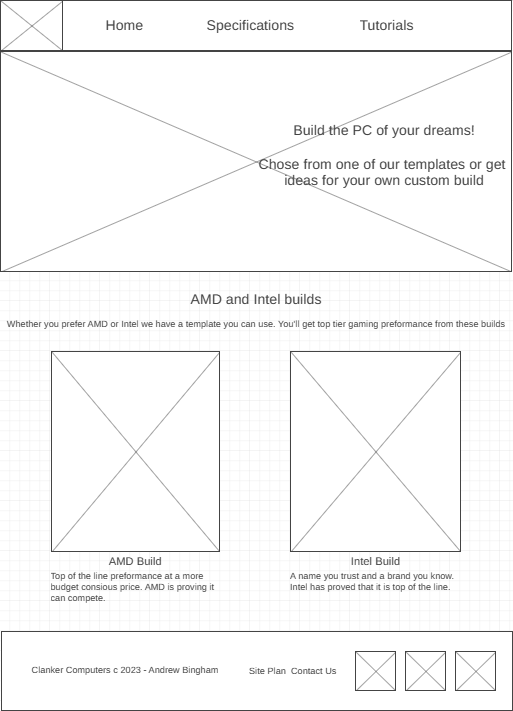 Home Specifications Tutorials
Build the PC of your dreams!
Chose from one of our templates or get
ideas for your own custom build
AMD and Intel builds
Whether you prefer AMD or Intel we have a template you can use. You'll get top tier gaming preformance from these builds
AMD Build
Top of the line preformance at a more
budget consious price. AMD is proving it
can compete.
Intel Build
A name you trust and a brand you know.
Intel has proved that it is top of the line.
Clanker Computers c 2023 - Andrew Bingham
Site Plan Contact Us